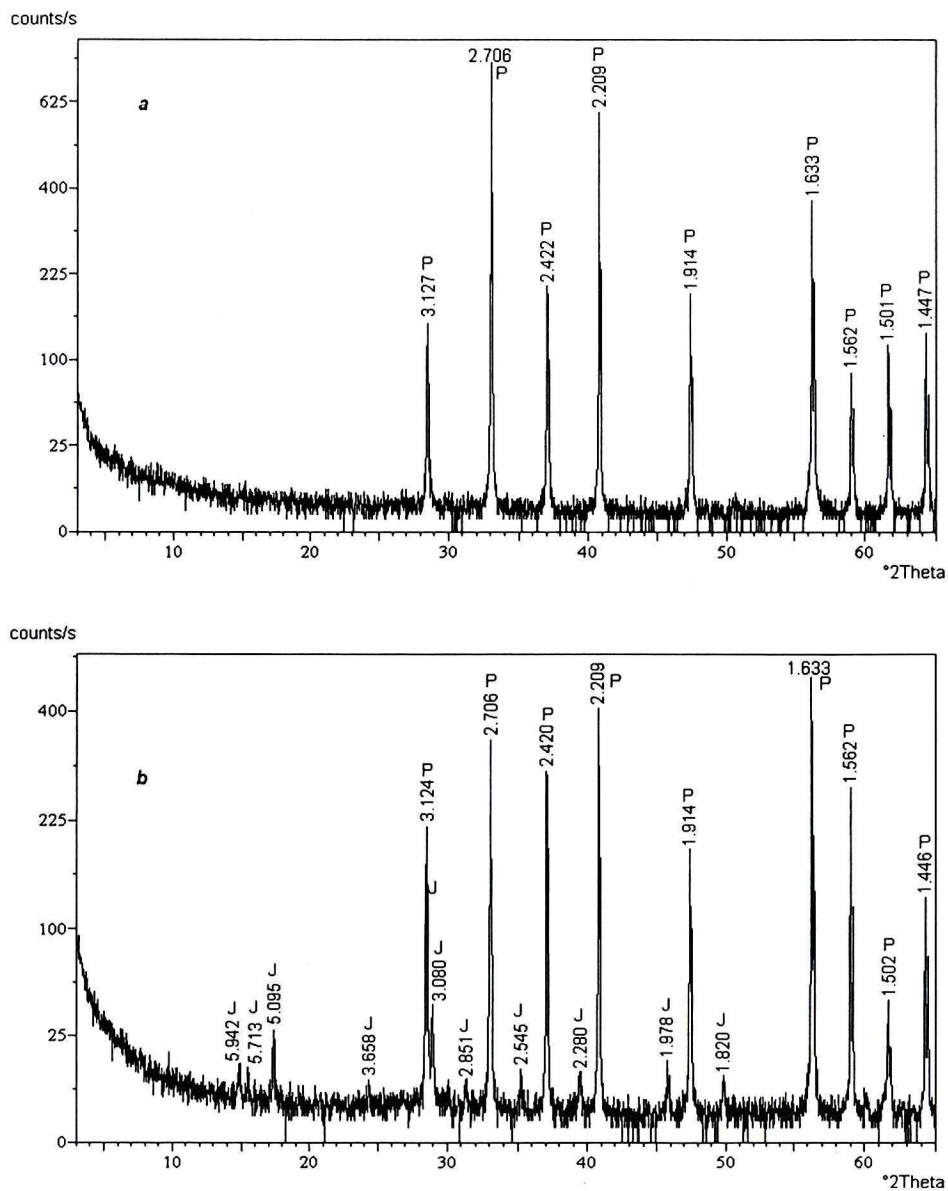 counts/s
a
625
400
225
100
25
0
3.127 P
2.706
P
2.422 P
2.209 P
1.914 P
1.633 P
1.562 P
1.501 P
1.447 P
10
20
30
40
50
60
°2Theta
counts/s
b
400
225
100
25
0
5.942 J
5.713 J
5.095 J
3.658 J
3.124 P
J
3.080 J
2.851 J
2.706 P
2.545 J
2.420 P
2.280 J
2.209
P
1.978 J
1.914 P
1.820 J
1.633
P
1.562 P
1.502 P
1.446 P
10
20
30
40
50
60
°2Theta